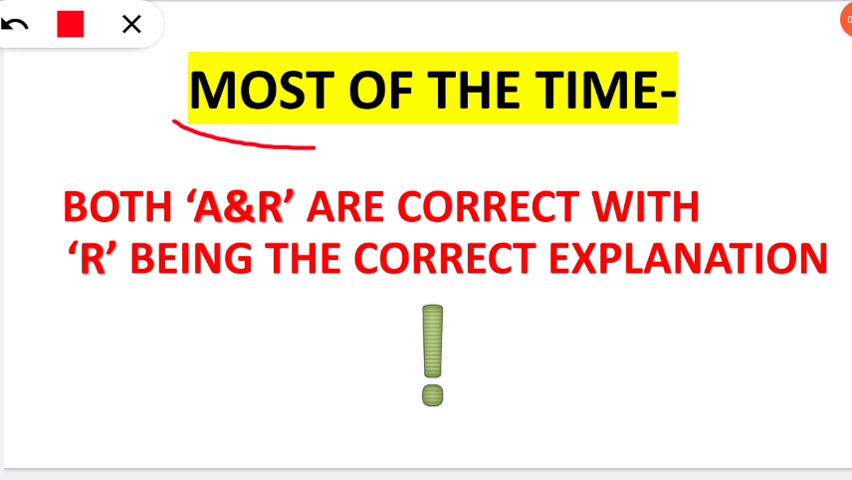 MOST OF THE TIME-
BOTH ‘A&R’ ARE CORRECT WITH
‘R’ BEING THE CORRECT EXPLANATION
!